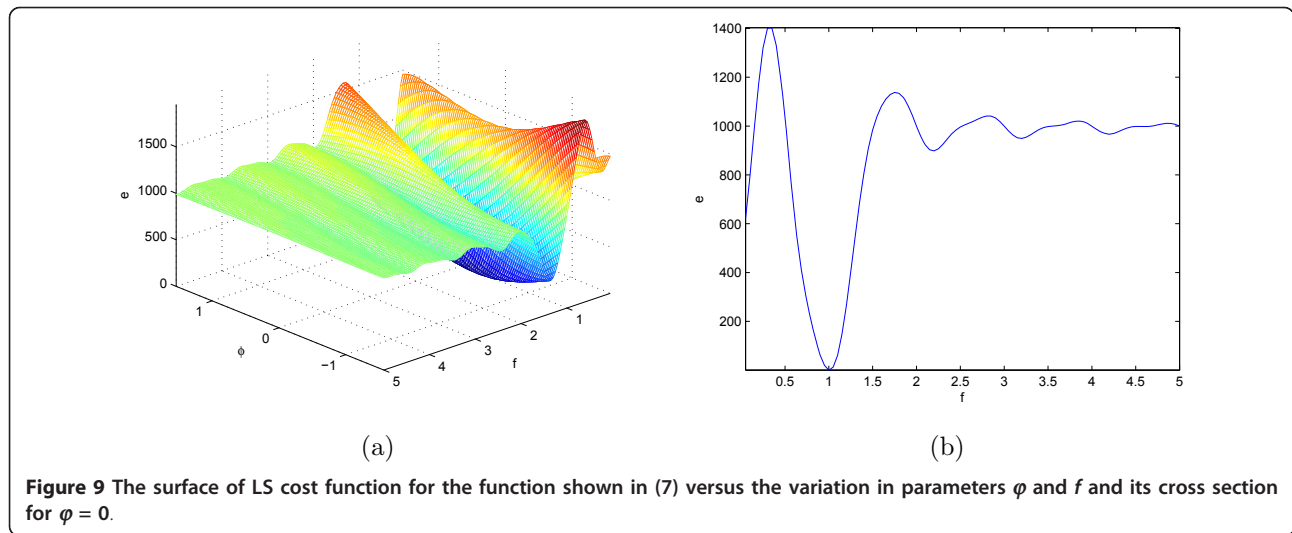 1500
1000
500
0
e
1
0
−1
ϕ
5
4
3
2
1
f
(a)
1400
1200
1000
800
600
400
200
e
0.5 1 1.5 2 2.5 3 3.5 4 4.5 5
f
(b)
Figure 9 The surface of LS cost function for the function shown in (7) versus the variation in parameters φ and f and its cross section
for φ = 0.